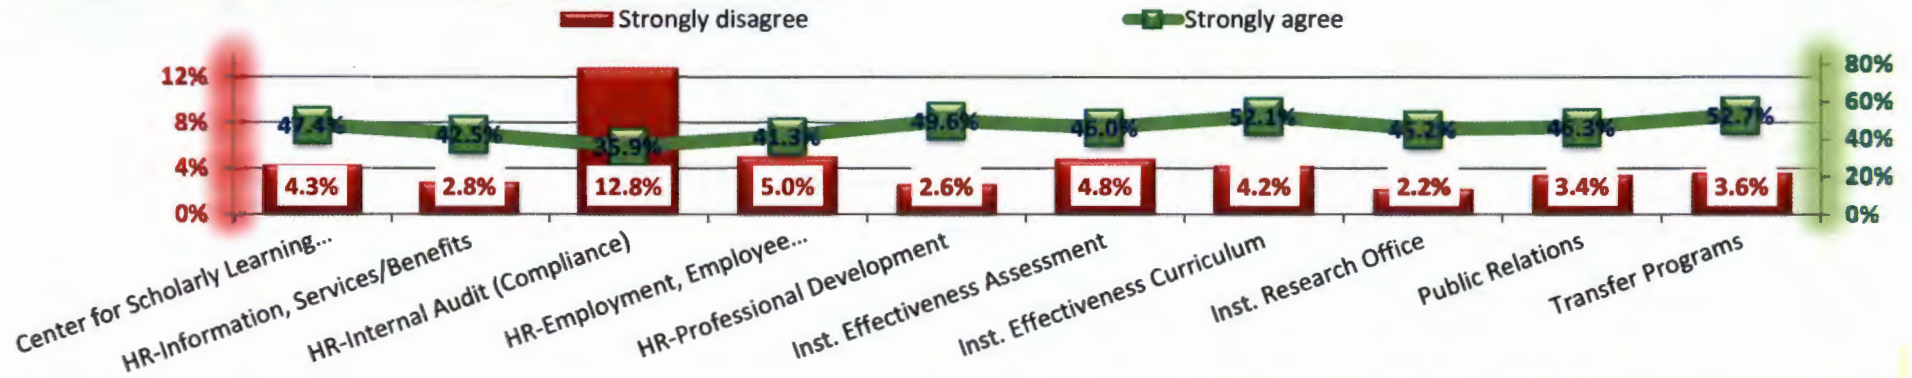 Strongly disagree Strongly agree
12% 80%
8% 60%
4% 40%
0% 20%
0%
47.4% 42.5% 35.9% 41.3% 49.6% 46.0% 52.1% 45.2% 46.3% 52.7%
4.3% 2.8% 12.8% 5.0% 2.6% 4.8% 4.2% 2.2% 3.4% 3.6%
Center for Scholarly Learning...
HR-Information, Services/Benefits
HR-Internal Audit (Compliance)
HR-Employment, Employee...
HR-Professional Development
Inst. Effectiveness Assessment
Inst. Effectiveness Curriculum
Inst. Research Office
Public Relations
Transfer Programs